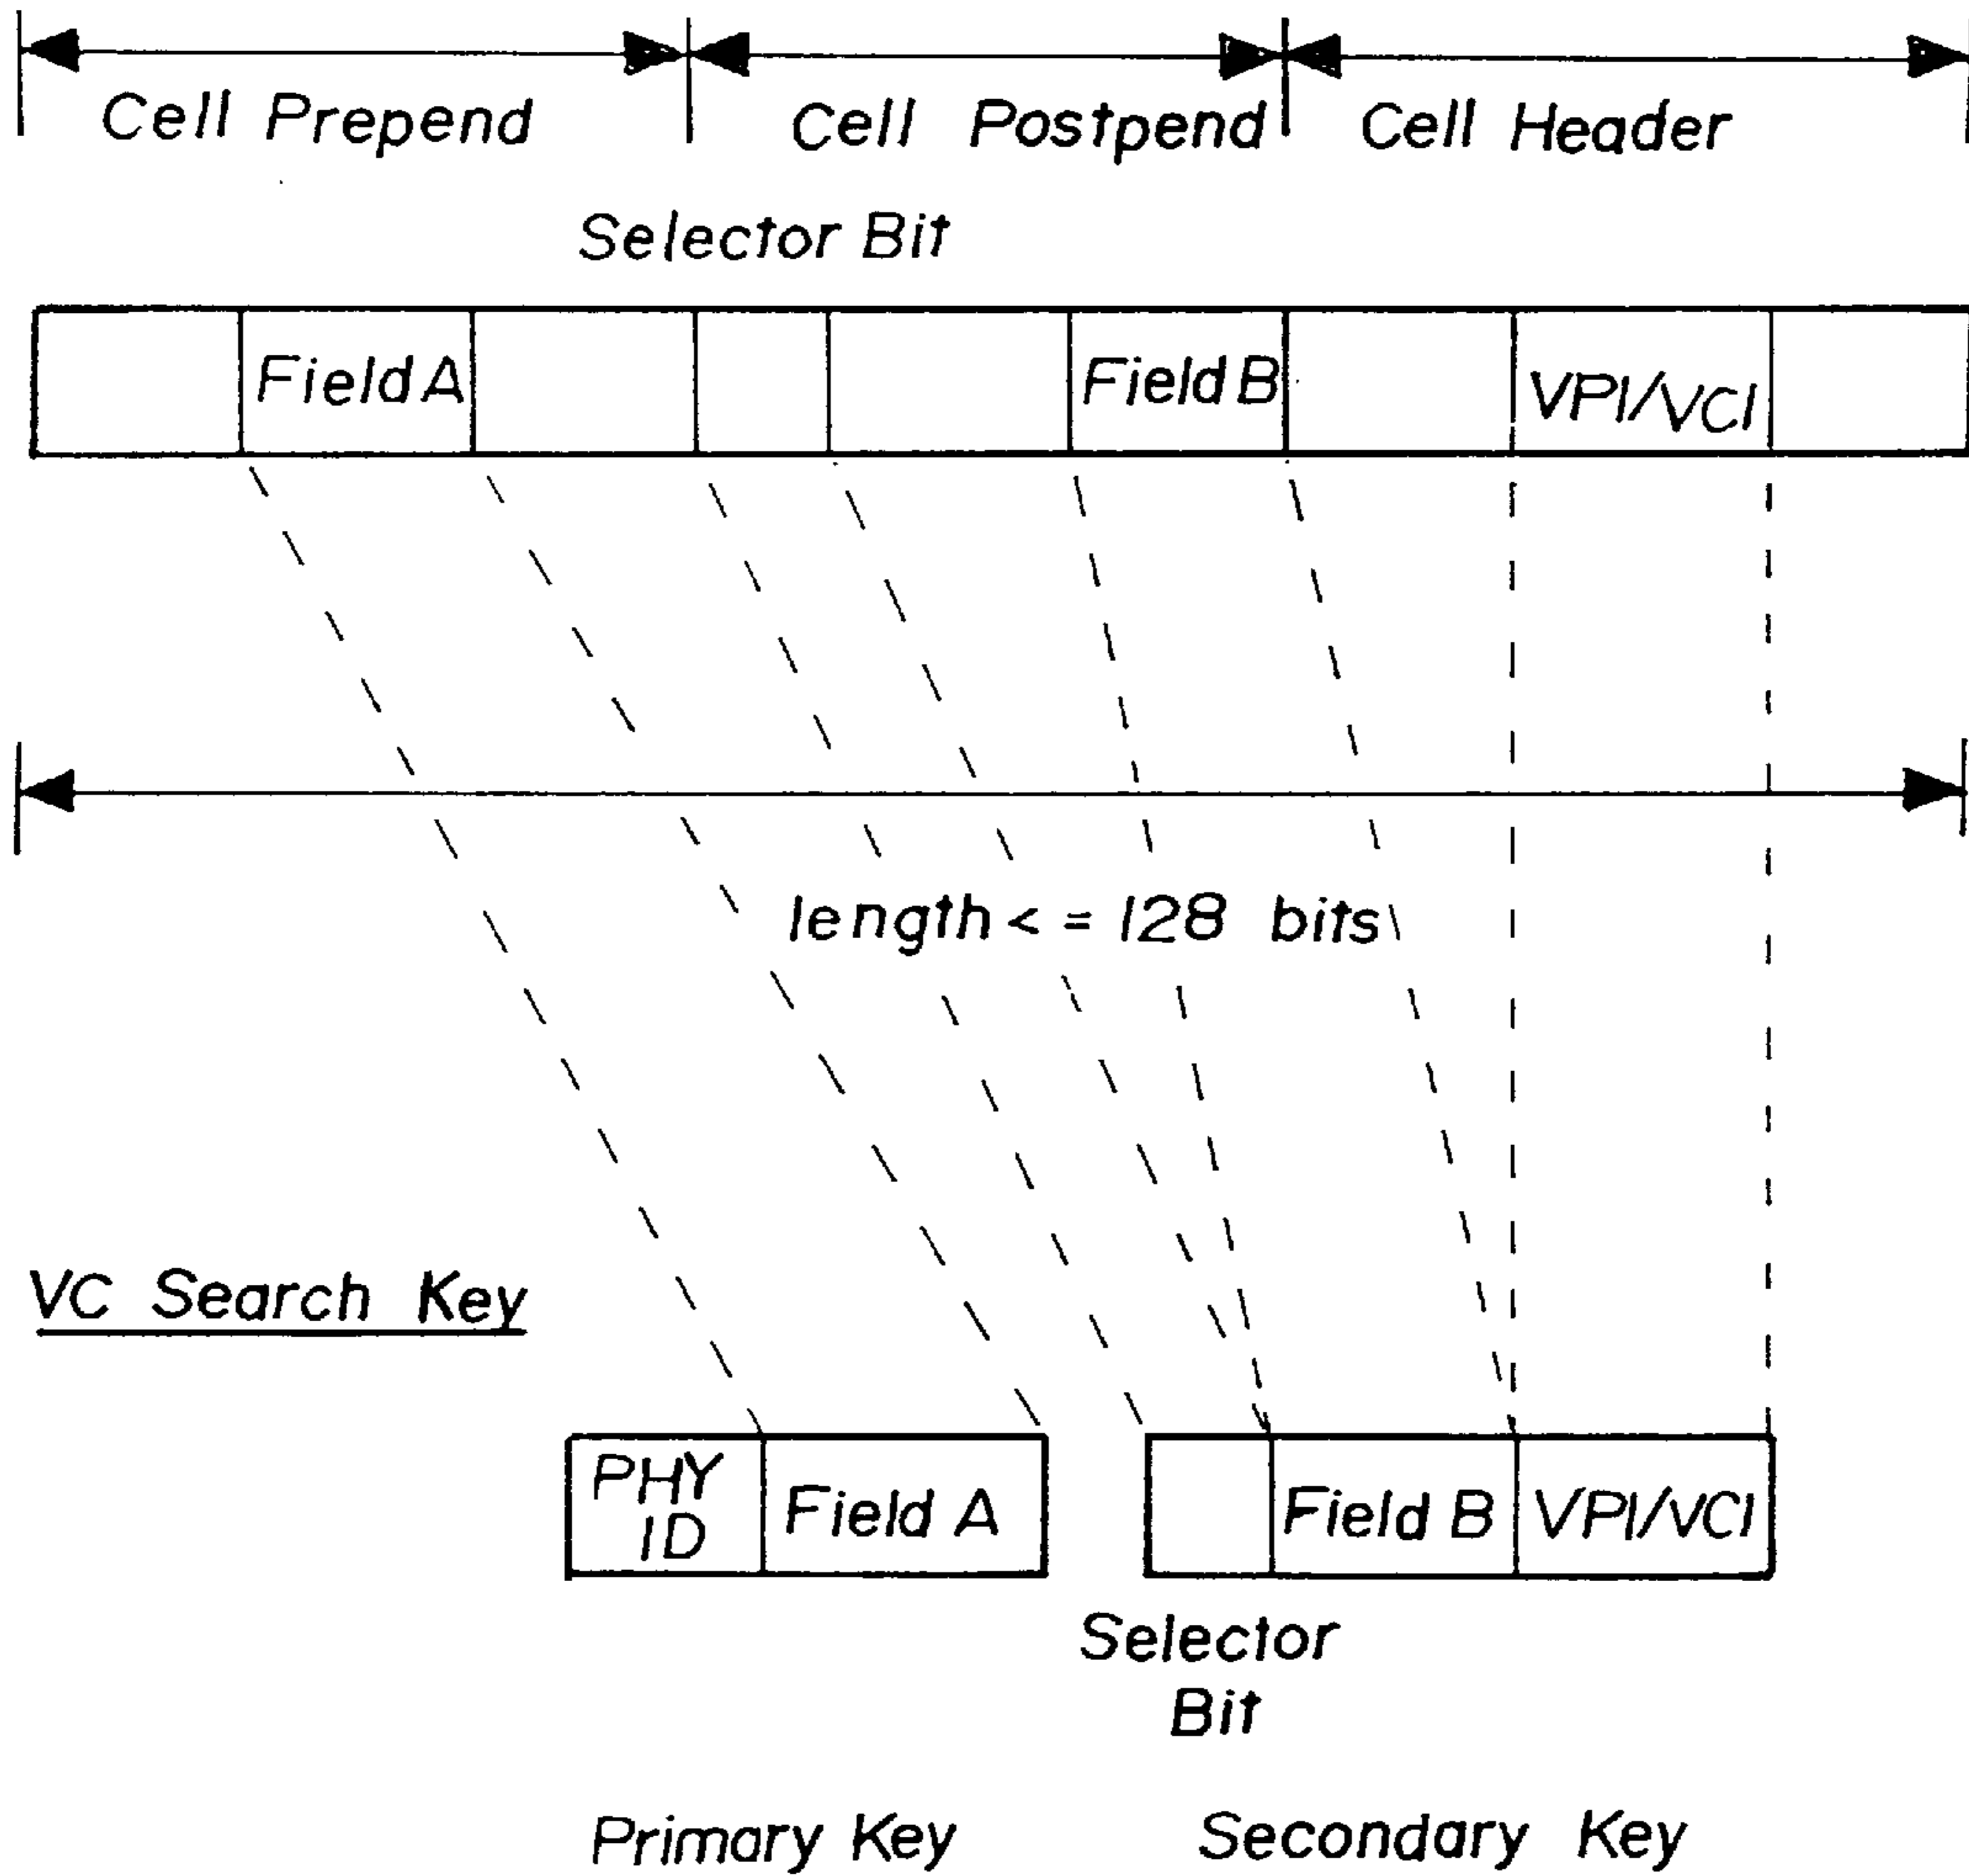 Cell Prepend Cell Postpend Cell Header
Selector Bit
Field A Field B VPI/VCI
length < = 128 bits
VC Search Key
PHY ID Field A Field B VPI/VCI
Selector
Bit
Primary Key Secondary Key